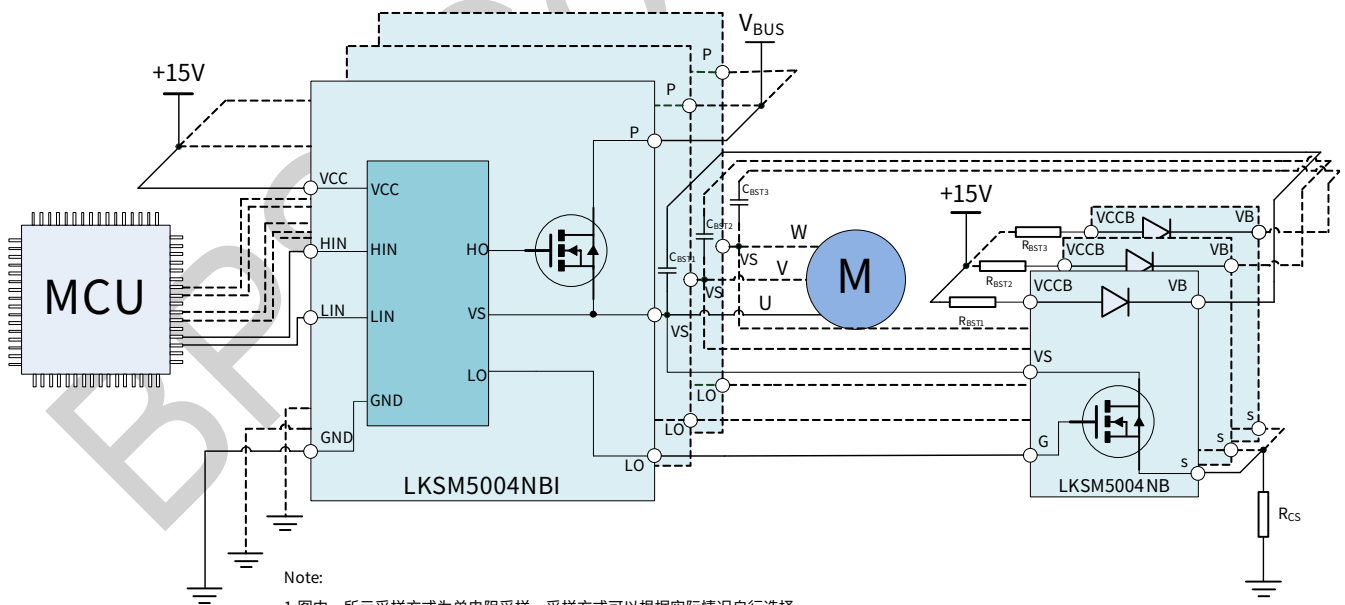 VBUS
+15V
P
P
P
VCC
VCC
HIN
HIN
HO
LIN
LIN
VS
LO
GND
GND
LKSM5004NBI
MCU
CBST3
CBST2
CBST1
VS
VS
VS
W
V
U
M
LO
LO
LO
+15V
RBST3
RBST2
RBST1
VCCB
VB
VCCB
VB
VCCB
VB
VS
G
S
S
S
LKSM5004NB
RCS
Note: